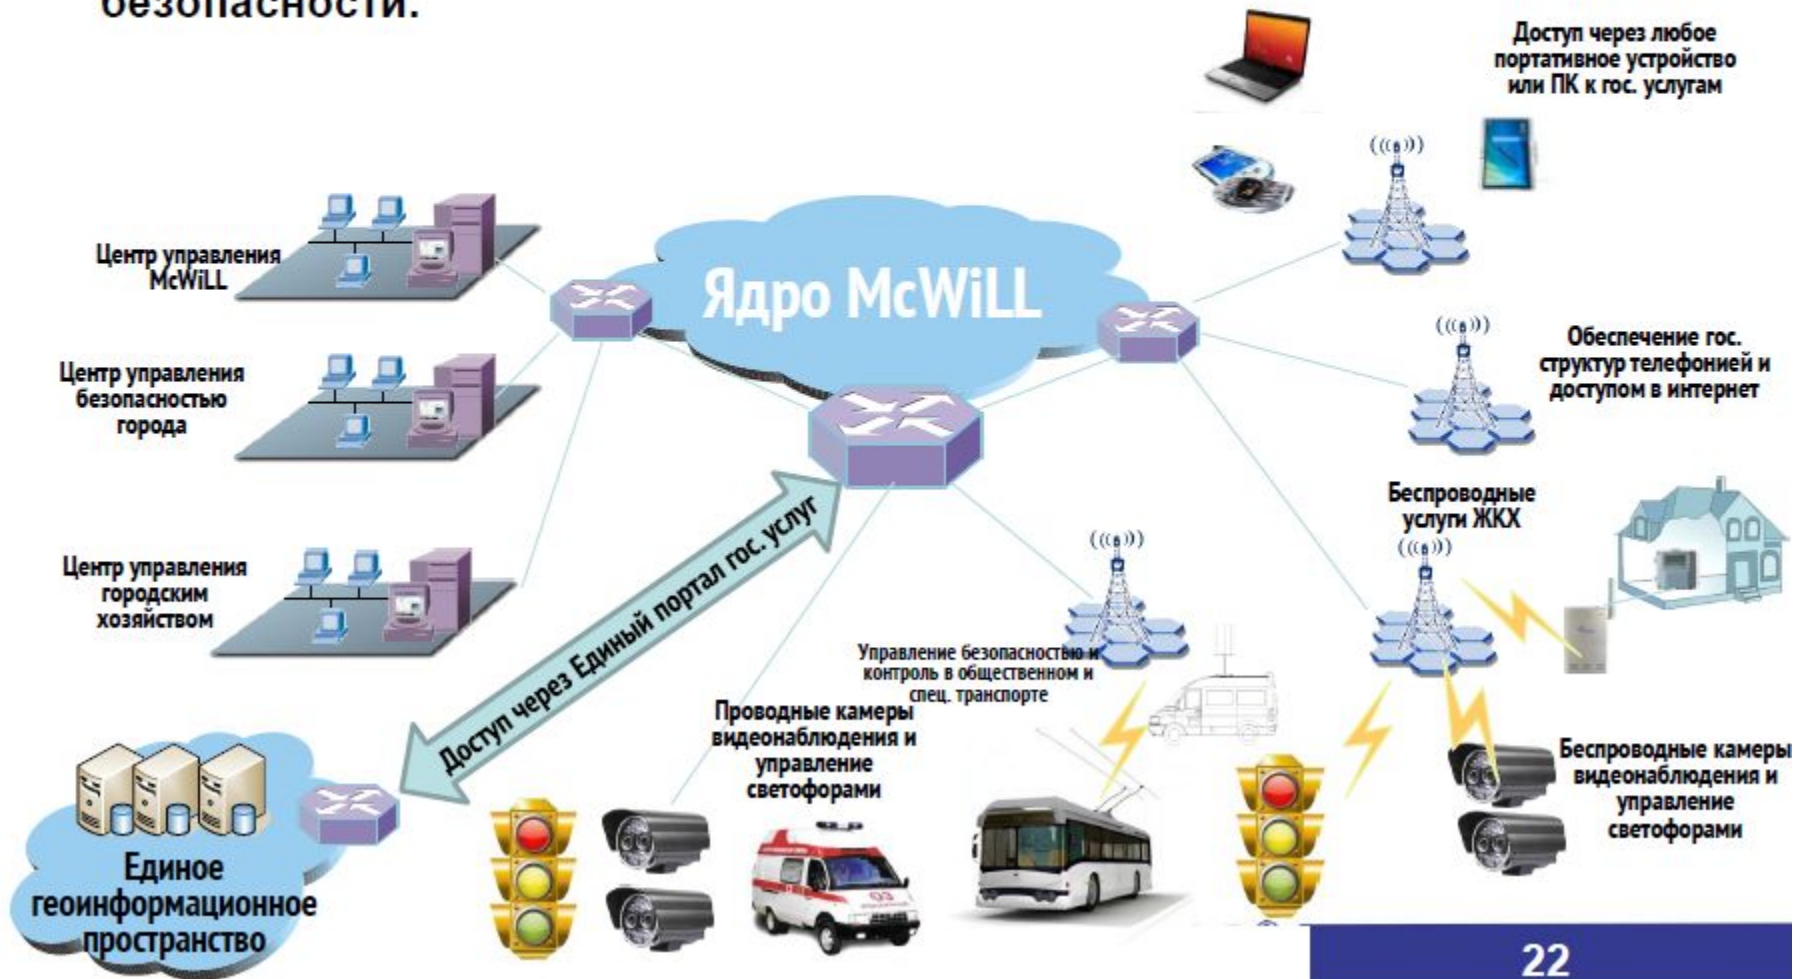 безопасности.
Доступ через любое
портативное устройство
или ПК к гос. услугам
Центр управления
McWiLL
Ядро McWiLL
Обеспечение гос.
структур телефонией и
доступом в интернет
Центр управления
безопасностью
города
Беспроводные
услуги ЖКХ
Центр управления
городским
хозяйством
Доступ через Единый портал гос. услуг
Управление безопасностью и
контроль в общественном и
спец. транспорте
Проводные камеры
видеонаблюдения и
управление
светофорами
Беспроводные камеры
видеонаблюдения и
управление
светофорами
Единое
геоинформационное
пространство
03
22